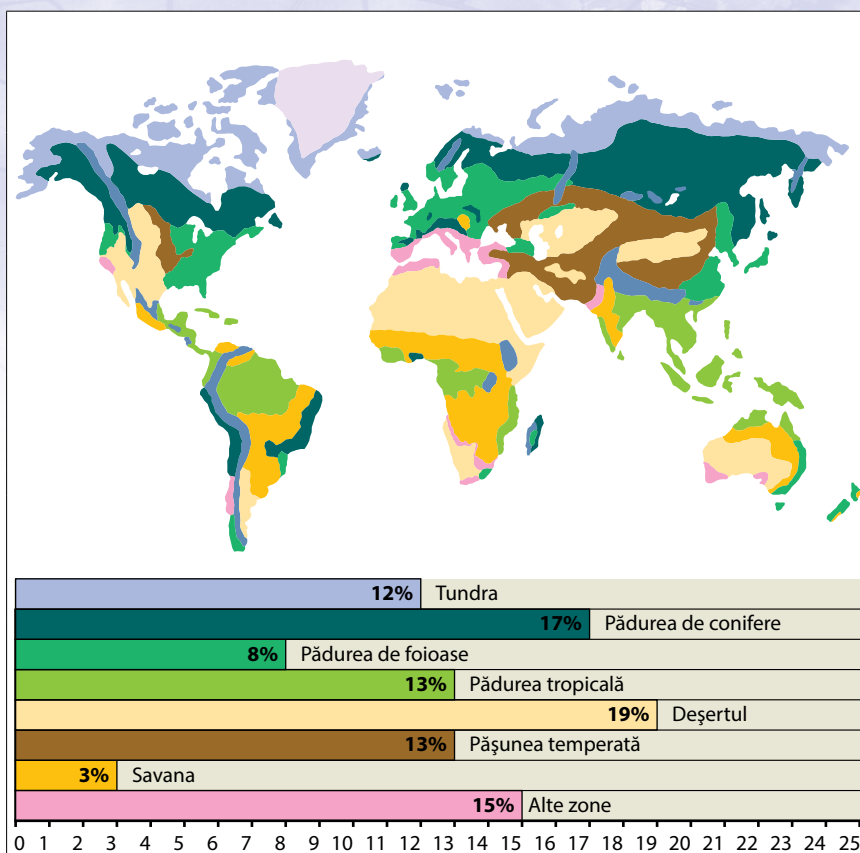 12% Tundra
17% Pădurea de conifere
8% Pădurea de foioase
13% Pădurea tropicală
19% Deşertul
13% Păşunea temperată
3% Savana
15% Alte zone
0 1 2 3 4 5 6 7 8 9 10 11 12 13 14 15 16 17 18 19 20 21 22 23 24 25